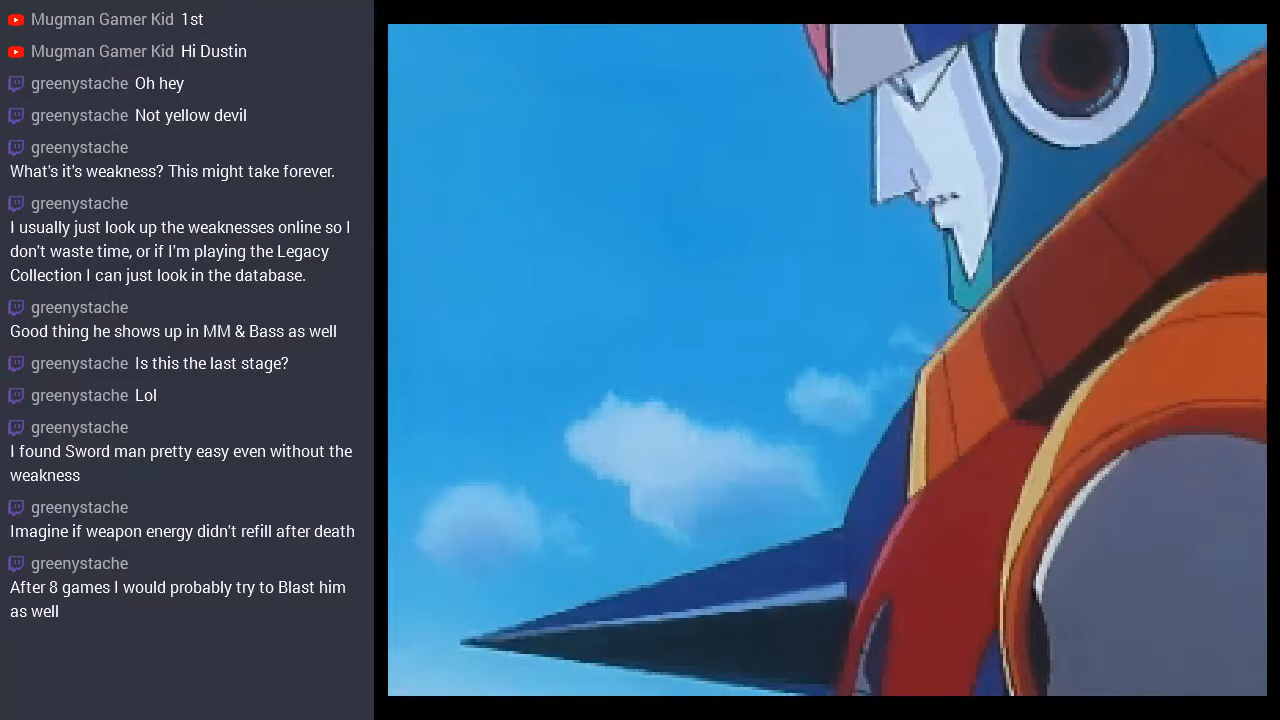 Mugman Gamer Kid 1st
Mugman Gamer Kid Hi Dustin
greenystache Oh hey
greenystache Not yellow devil
greenystache
What's it's weakness? This might take forever.
greenystache
I usually just look up the weaknesses online so I
don't waste time, or if I'm playing the Legacy
Collection I can just look in the database.
greenystache
Good thing he shows up in MM & Bass as well
greenystache Is this the last stage?
greenystache Lol
greenystache
I found Sword man pretty easy even without the
weakness
greenystache
Imagine if weapon energy didn't refill after death
greenystache
After 8 games I would probably try to Blast him
as well